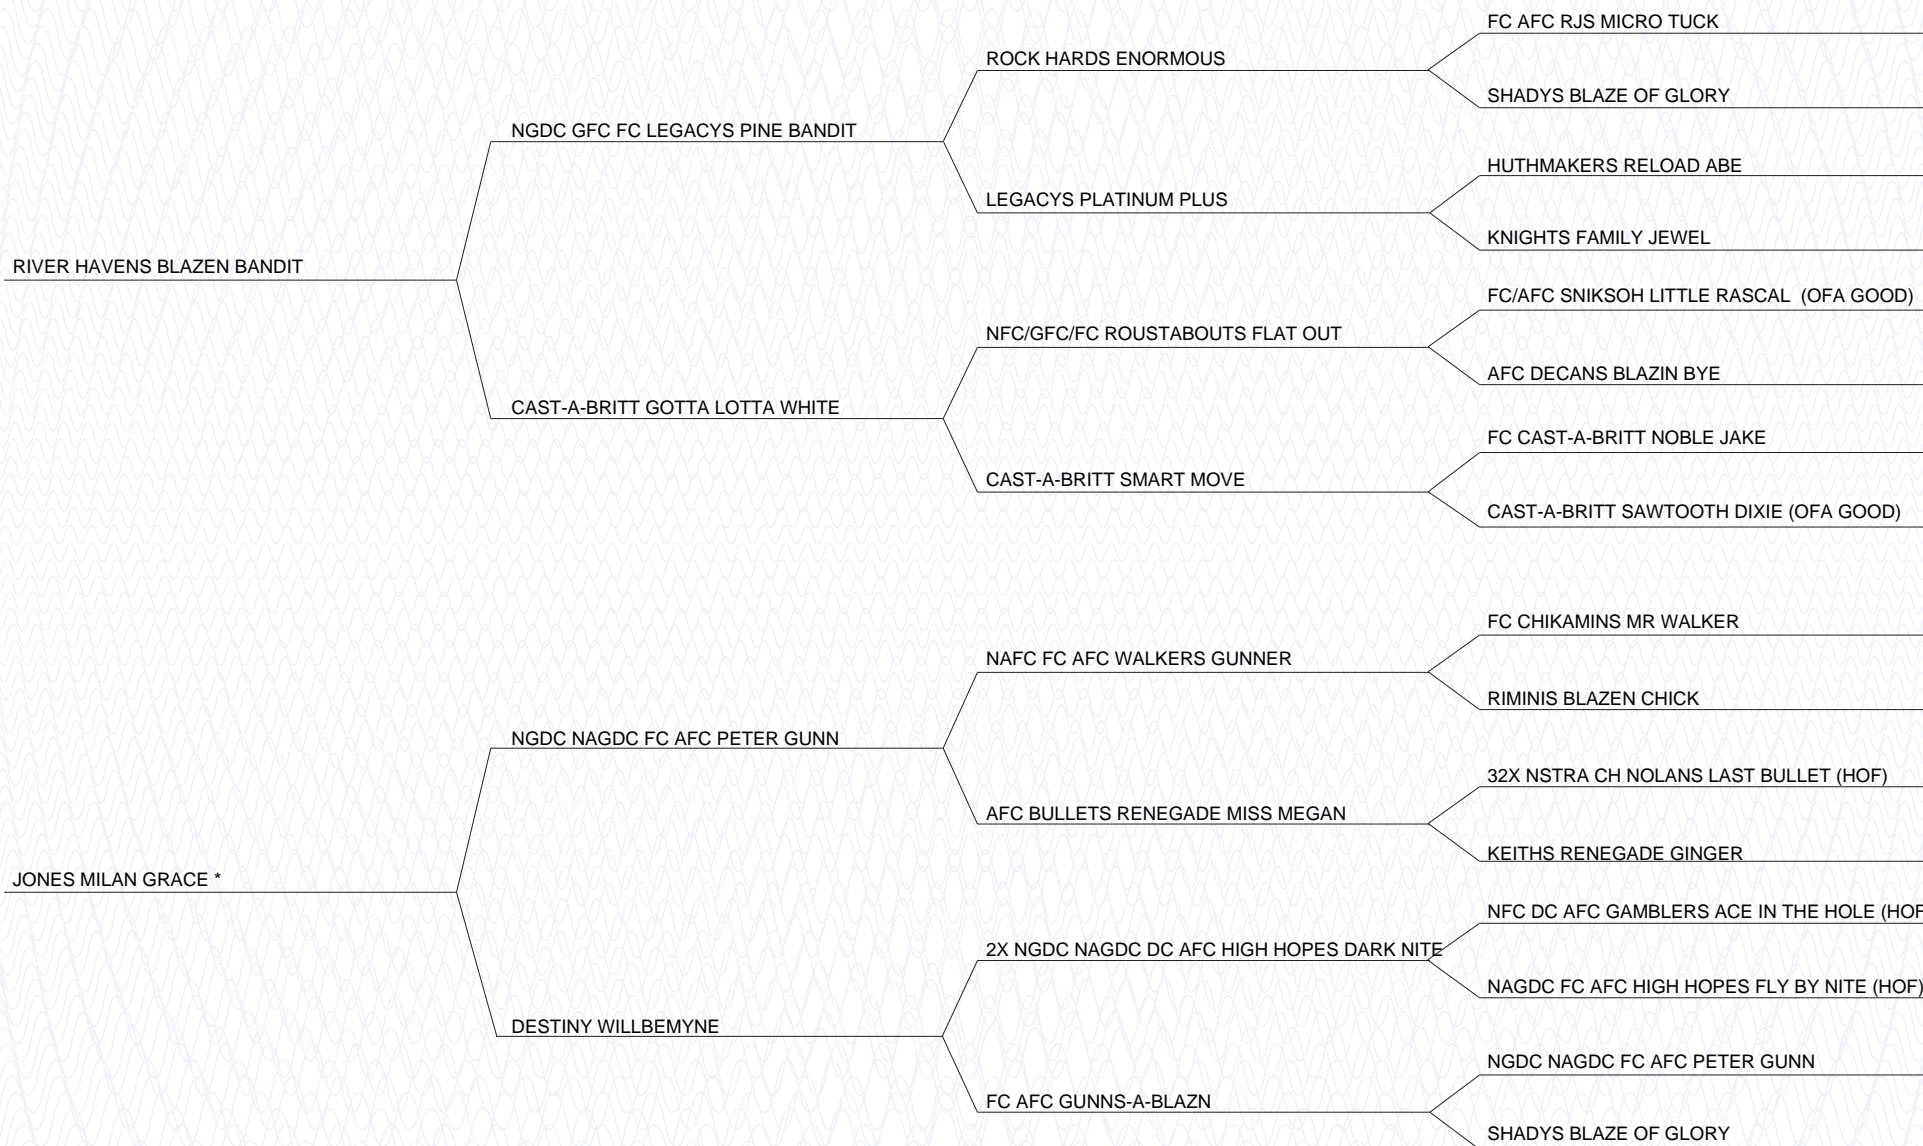 FC AFC RJS MICRO TUCK
ROCK HARDS ENORMOUS
SHADYS BLAZE OF GLORY
NGDC GFC FC LEGACYS PINE BANDIT
HUTHMAKERS RELOAD ABE
LEGACYS PLATINUM PLUS
KNIGHTS FAMILY JEWEL
RIVER HAVENS BLAZEN BANDIT
FC/AFC SNIKSOH LITTLE RASCAL  (OFA GOOD)
NFC/GFC/FC ROUSTABOUTS FLAT OUT
AFC DECANS BLAZIN BYE
CAST-A-BRITT GOTTA LOTTA WHITE
FC CAST-A-BRITT NOBLE JAKE
CAST-A-BRITT SMART MOVE
CAST-A-BRITT SAWTOOTH DIXIE (OFA GOOD)
FC CHIKAMINS MR WALKER
NAFC FC AFC WALKERS GUNNER
RIMINIS BLAZEN CHICK
NGDC NAGDC FC AFC PETER GUNN
32X NSTRA CH NOLANS LAST BULLET (HOF)
AFC BULLETS RENEGADE MISS MEGAN
KEITHS RENEGADE GINGER
JONES MILAN GRACE *
NFC DC AFC GAMBLERS ACE IN THE HOLE (HOF
2X NGDC NAGDC DC AFC HIGH HOPES DARK NITE
NAGDC FC AFC HIGH HOPES FLY BY NITE (HOF)
DESTINY WILLBEMYNE
NGDC NAGDC FC AFC PETER GUNN
FC AFC GUNNS-A-BLAZN
SHADYS BLAZE OF GLORY